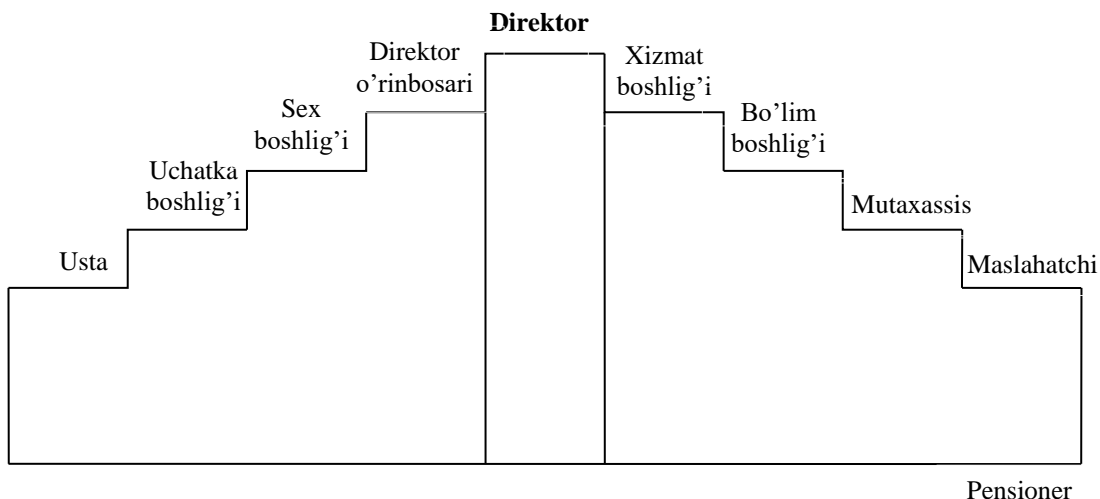 Direktor
Direktor
o’rinbosari
Xizmat
boshlig’i
Sex
boshlig’i
Bo’lim
boshlig’i
Uchatka
boshlig’i
Mutaxassis
Usta
Maslahatchi
Pensioner